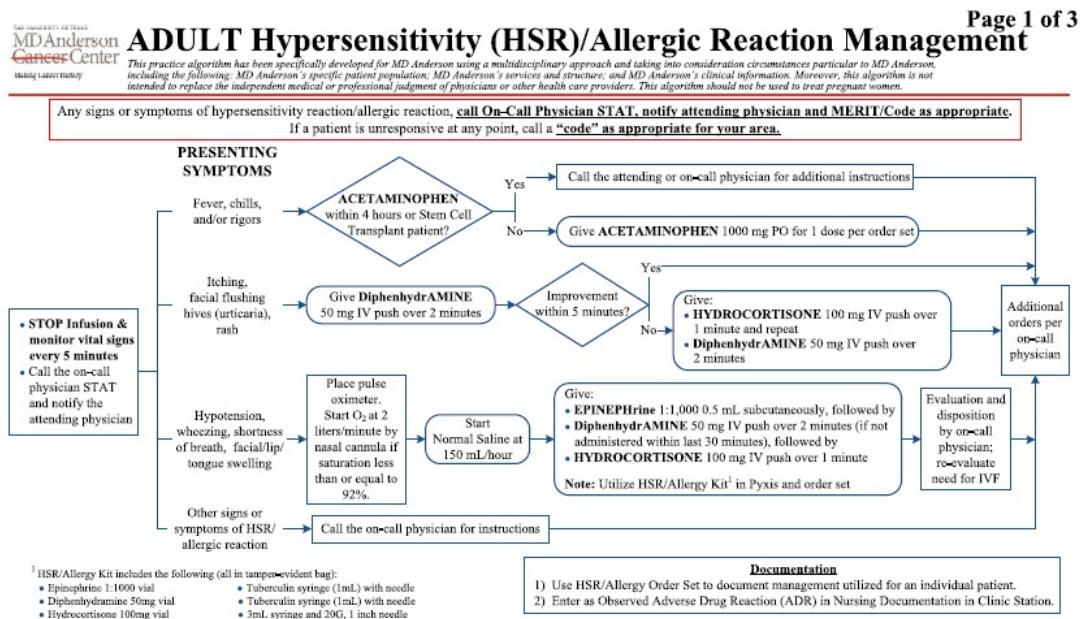 Page 1 of 3
THE UNIVERSITY OF TEXAS
MD Anderson
Cancer Center
Making Cancer History
ADULT Hypersensitivity (HSR)/Allergic Reaction Management
This practice algorithm has been specifically developed for MD Anderson using a multidisciplinary approach and taking into consideration circumstances particular to MD Anderson,
including the following: MD Anderson's specific patient population; MD Anderson's services and structure; and MD Anderson's clinical information. Moreover, this algorithm is not
intended to replace the independent medical or professional judgment of physicians or other health care providers. This algorithm should not be used to treat pregnant women.
Any signs or symptoms of hypersensitivity reaction/allergic reaction, call On-Call Physician STAT, notify attending physician and MERIT/Code as appropriate.
If a patient is unresponsive at any point, call a "code" as appropriate for your area.
PRESENTING
SYMPTOMS
• STOP Infusion &
monitor vital signs
every 5 minutes
• Call the on-call
physician STAT
and notify the
attending physician
Fever, chills,
and/or rigors
ACETAMINOPHEN
within 4 hours or Stem Cell
Transplant patient?
Yes
Call the attending or on-call physician for additional instructions
No
Give ACETAMINOPHEN 1000 mg PO for 1 dose per order set
Itching,
facial flushing
hives (urticaria),
rash
Give DiphenhydrAMINE
50 mg IV push over 2 minutes
Improvement
within 5 minutes?
Yes
No
Give:
• HYDROCORTISONE 100 mg IV push over
1 minute and repeat
• DiphenhydrAMINE 50 mg IV push over
2 minutes
Additional
orders per
on-call
physician
Hypotension,
wheezing, shortness
of breath, facial/lip/
tongue swelling
Place pulse
oximeter.
Start O2 at 2
liters/minute by
nasal cannula if
saturation less
than or equal to
92%.
Start
Normal Saline at
150 mL/hour
Give:
• EPINEPHrine 1:1,000 0.5 mL subcutaneously, followed by
• DiphenhydrAMINE 50 mg IV push over 2 minutes (if not
administered within last 30 minutes), followed by
• HYDROCORTISONE 100 mg IV push over 1 minute
Note: Utilize HSR/Allergy Kit1 in Pyxis and order set
Evaluation and
disposition
by on-call
physician;
re-evaluate
need for IVF
Other signs or
symptoms of HSR/
allergic reaction
Call the on-call physician for instructions
1 HSR/Allergy Kit includes the following (all in tamper-evident bag):
• Epinephrine 1:1000 vial
• Diphenhydramine 50mg vial
• Hydrocortisone 100mg vial
• Tuberculin syringe (1mL) with needle
• Tuberculin syringe (1mL) with needle
• 3mL syringe and 20G, 1 inch needle
Documentation
1) Use HSR/Allergy Order Set to document management utilized for an individual patient.
2) Enter as Observed Adverse Drug Reaction (ADR) in Nursing Documentation in Clinic Station.